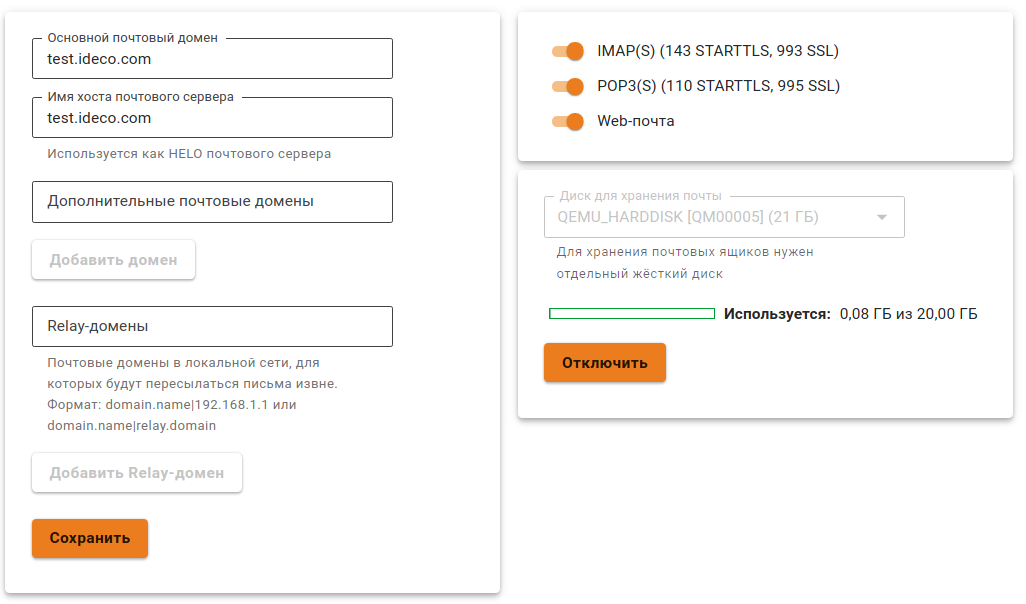 Основной почтовый домен
test.ideco.com
Имя хоста почтового сервера
test.ideco.com
Используется как HELO почтового сервера
Дополнительные почтовые домены
Добавить домен
Relay-домены
Почтовые домены в локальной сети, для
которых будут пересылаться письма извне.
Формат: domain.name|192.168.1.1 или
domain.name|relay.domain
Добавить Relay-домен
Сохранить
IMAP(S) (143 STARTTLS, 993 SSL)
POP3(S) (110 STARTTLS, 995 SSL)
Web-почта
Диск для хранения почты
QEMU_HARDDISK [QM00005] (21 ГБ)
Для хранения почтовых ящиков нужен
отдельный жёсткий диск
Используется: 0,08 ГБ из 20,00 ГБ
Отключить